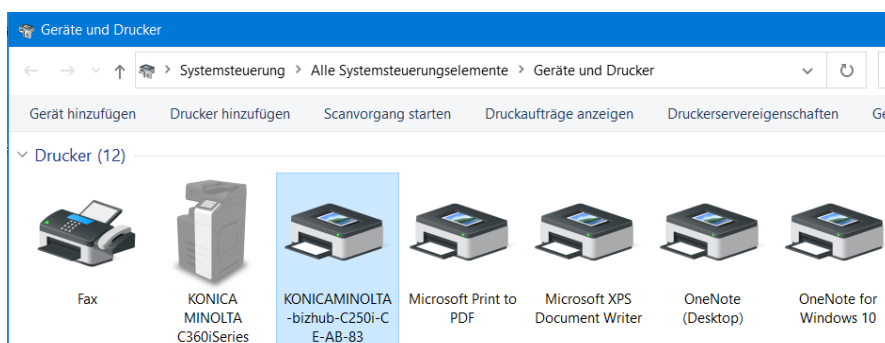 Geräte und Drucker
Systemsteuerung > Alle Systemsteuerungselemente > Geräte und Drucker
Gerät hinzufügen Drucker hinzufügen Scanvorgang starten Druckaufträge anzeigen Druckerservereigenschaften Ge
Drucker (12)
Fax
KONICA
MINOLTA
C360iSeries
KONICAMINOLTA
-bizhub-C250i-C
E-AB-83
Microsoft Print to
PDF
Microsoft XPS
Document Writer
OneNote
(Desktop)
OneNote for
Windows 10